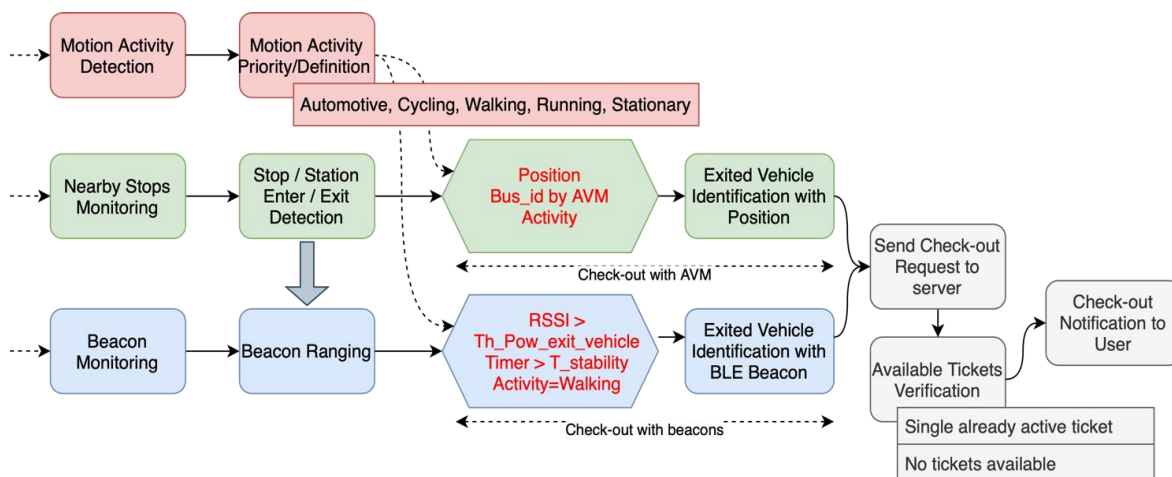 Motion Activity
Detection
Motion Activity
Priority/Definition
Automotive, Cycling, Walking, Running, Stationary
Nearby Stops
Monitoring
Stop / Station
Enter / Exit
Detection
Position
Bus_id by AVM
Activity
Exited Vehicle
Identification with
Position
Check-out with AVM
Beacon
Monitoring
Beacon Ranging
RSSI >
Th_Pow_exit_vehicle
Timer > T_stability
Activity=Walking
Exited Vehicle
Identification with
BLE Beacon
Check-out with beacons
Send Check-out
Request to
server
Available Tickets
Verification
Single already active ticket
No tickets available
Check-out
Notification to
User